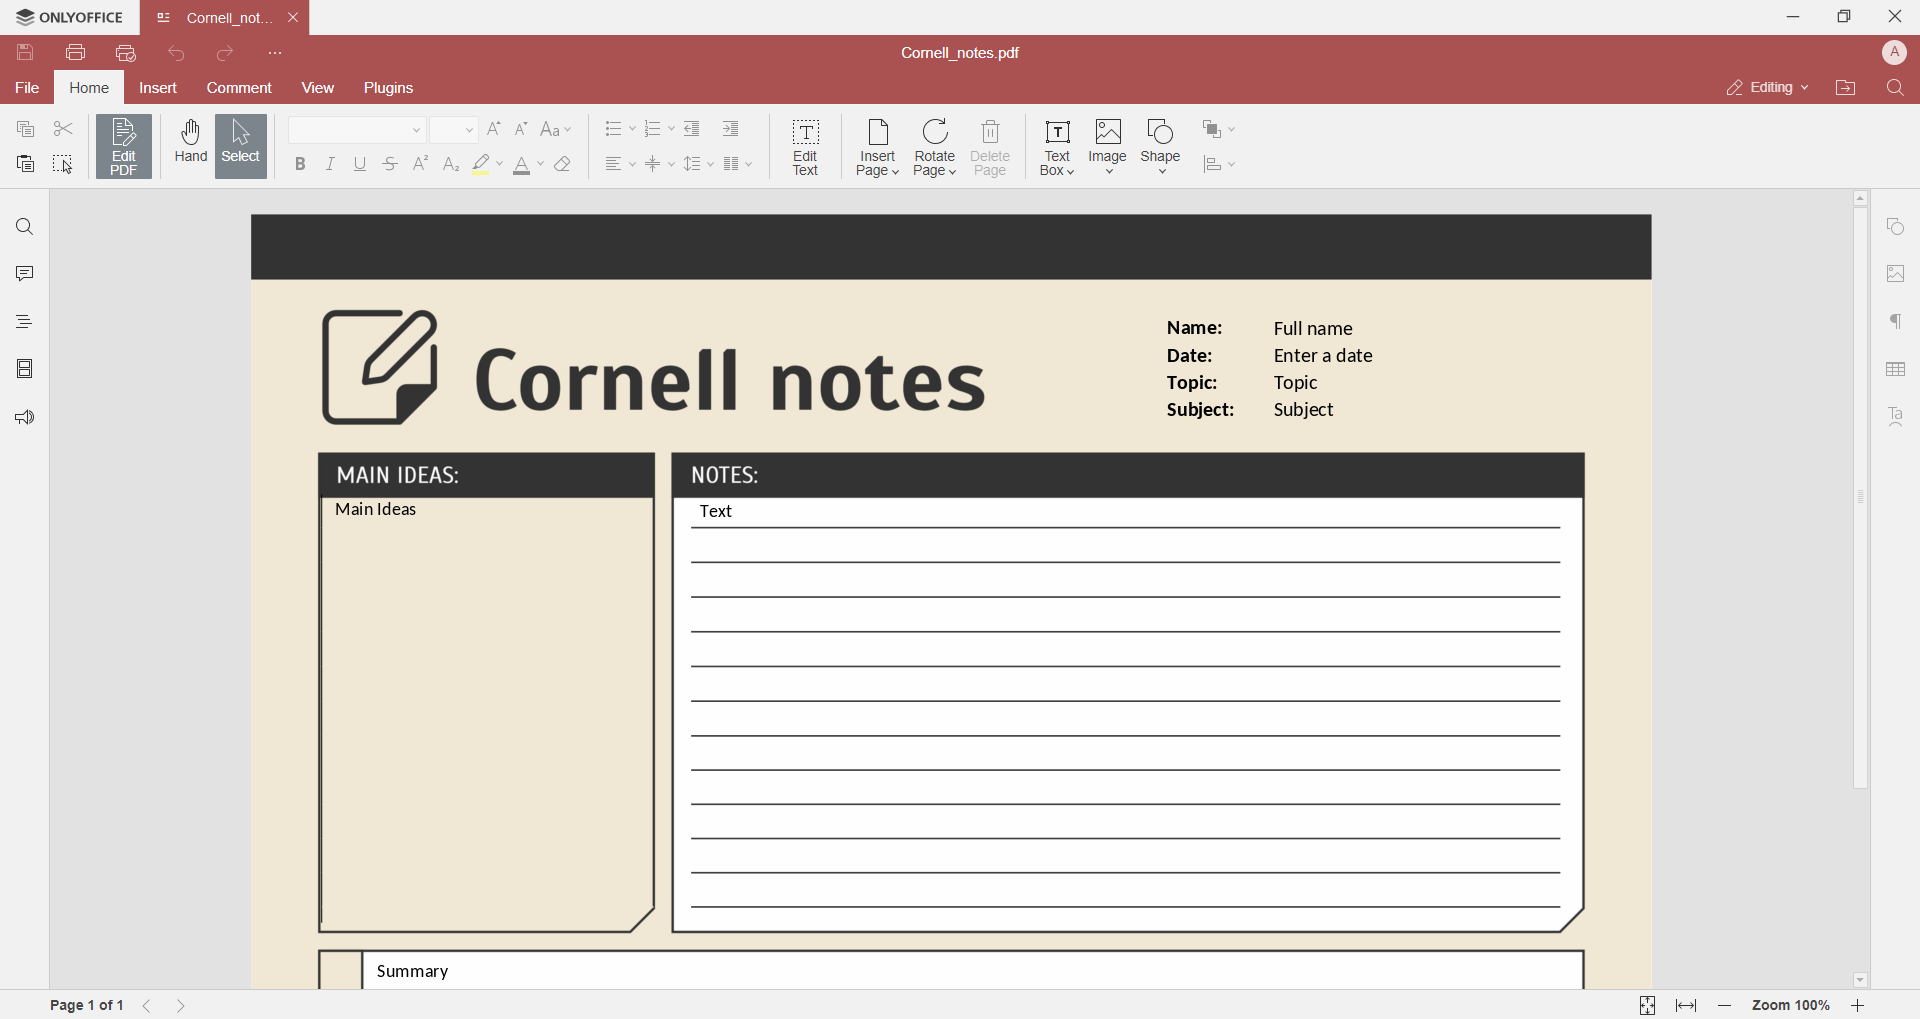 ONLYOFFICE
Cornell_not...
Cornell_notes.pdf
A
File Home Insert Comment View Plugins
Editing
Edit PDF
Hand
Select
Aa
Edit Text
Insert Page
Rotate Page
Delete Page
Text Box
Image
Shape
Cornell notes
Name: Full name
Date: Enter a date
Topic: Topic
Subject: Subject
MAIN IDEAS:
NOTES:
Main Ideas
Text
Summary
Page 1 of 1
Zoom 100%